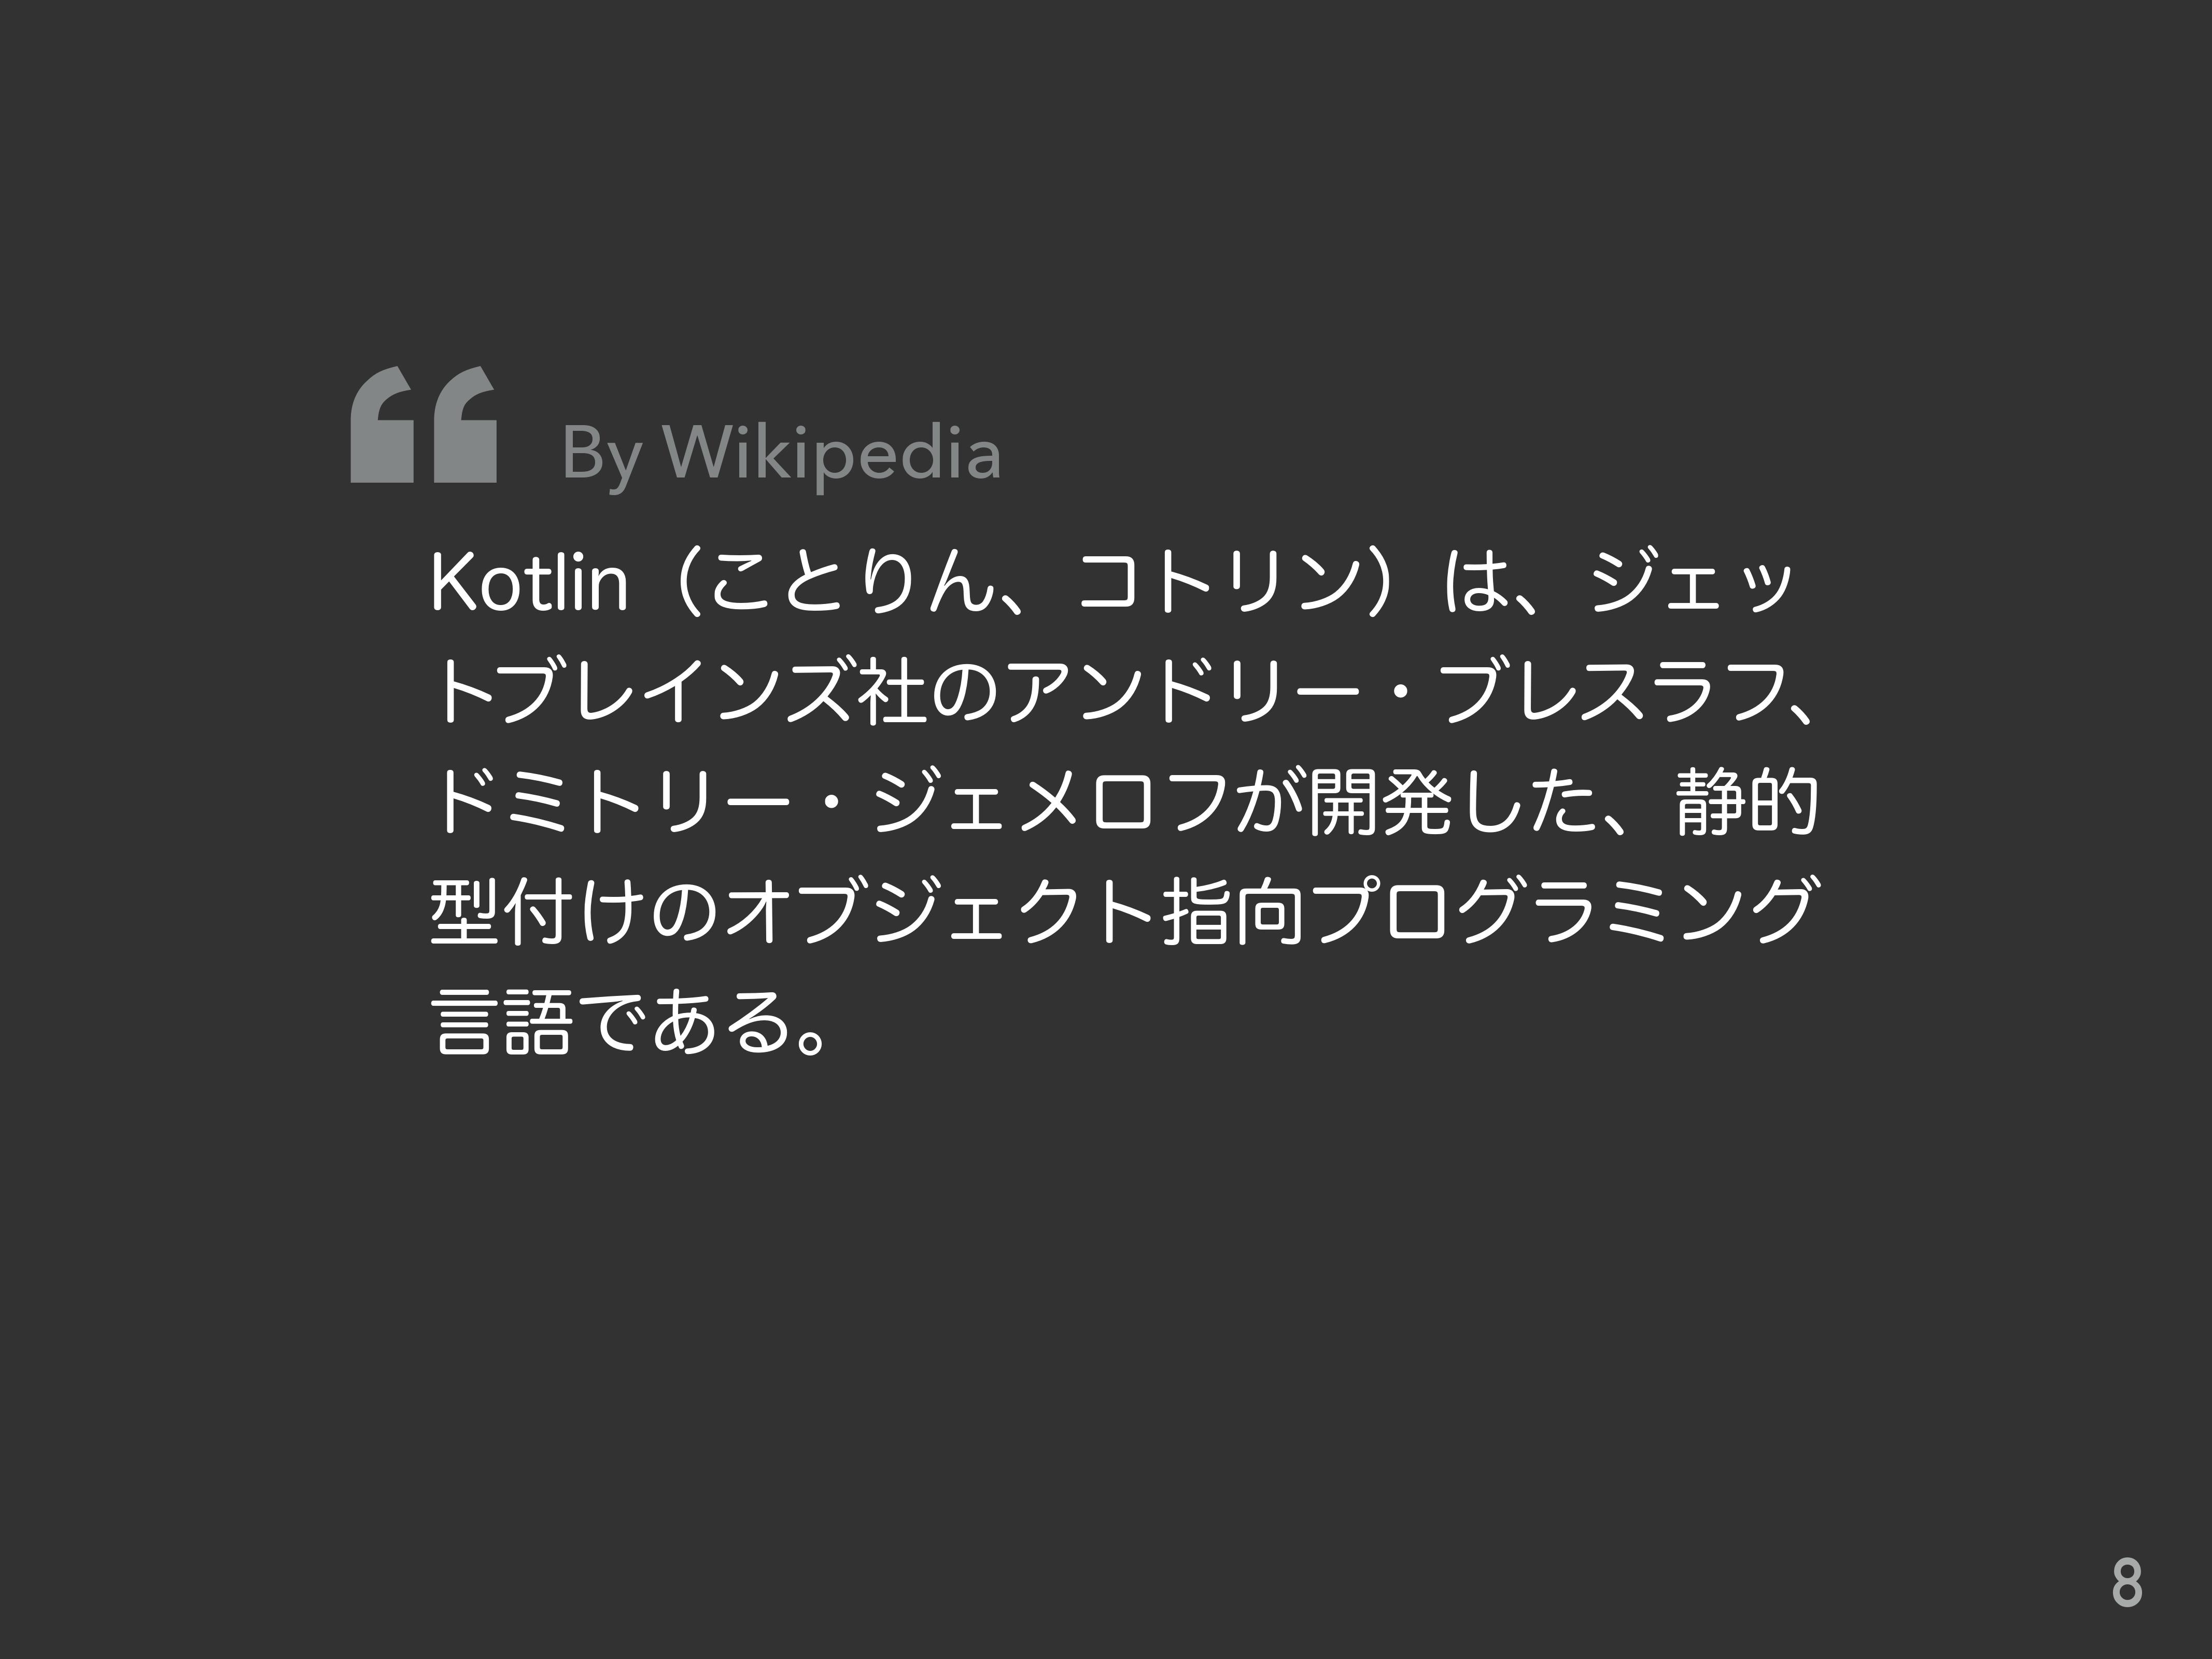 “ By Wikipedia
Kotlin （ことりん、コトリン）は、ジェッ
トブレインズ社のアンドリー・ブレスラフ、
ドミトリー・ジェメロフが開発した、静的
型付けのオブジェクト指向プログラミング
言語である。
8